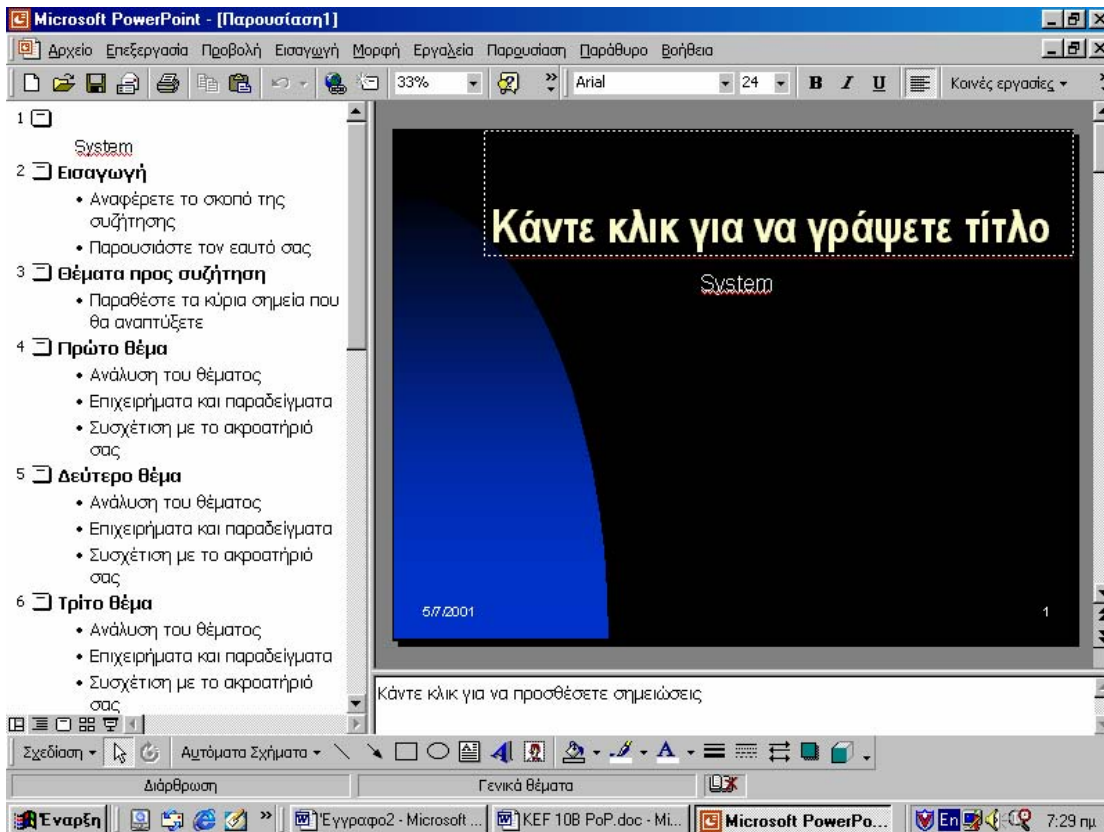 Microsoft PowerPoint - [Παρουσίαση1]
Αρχείο Επεξεργασία Προβολή Εισαγωγή Μορφή Εργαλεία Παρουσίαση Παράθυρο Βοήθεια
33% Arial 24 B I U Κοινές εργασίες
1
System
2 Εισαγωγή
• Αναφέρετε το σκοπό της
συζήτησης
• Παρουσιάστε τον εαυτό σας
3 Θέματα προς συζήτηση
• Παραθέστε τα κύρια σημεία που
θα αναπτύξετε
4 Πρώτο θέμα
• Ανάλυση του θέματος
• Επιχειρήματα και παραδείγματα
• Συσχέτιση με το ακροατήριό
σας
5 Δεύτερο θέμα
• Ανάλυση του θέματος
• Επιχειρήματα και παραδείγματα
• Συσχέτιση με το ακροατήριό
σας
6 Τρίτο θέμα
• Ανάλυση του θέματος
• Επιχειρήματα και παραδείγματα
• Συσχέτιση με το ακροατήριό
σας
Κάντε κλικ για να γράψετε τίτλο
System
5/7/2001 1
Κάντε κλικ για να προσθέσετε σημειώσεις
Σχεδίαση Αυτόματα Σχήματα
Διάρθρωση Γενικά θέματα
Έναρξη Έγγραφο2 - Microsoft ... KEF 10B PoP.doc - Mi... Microsoft PowerPo... En 7:29 πμ